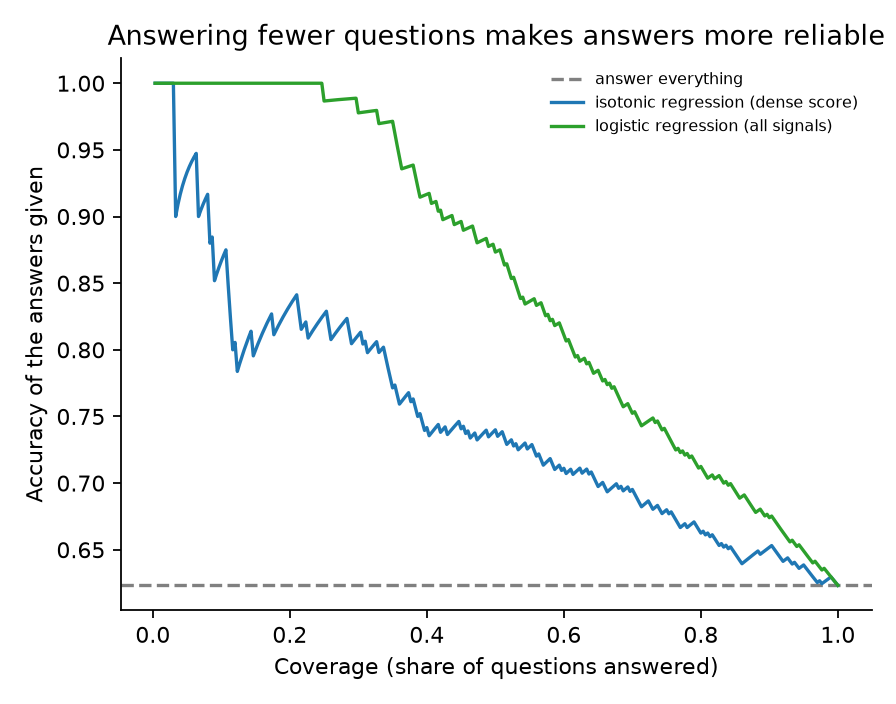 Answering fewer questions makes answers more reliable
answer everything
isotonic regression (dense score)
logistic regression (all signals)
Accuracy of the answers given
1.00
0.95
0.90
0.85
0.80
0.75
0.70
0.65
0.0 0.2 0.4 0.6 0.8 1.0
Coverage (share of questions answered)